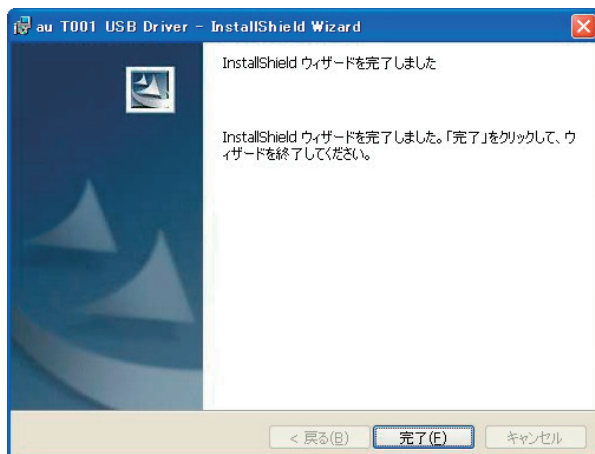 au T001 USB Driver - InstallShield Wizard
InstallShield ウィザードを完了しました
InstallShield ウィザードを完了しました。「完了」をクリックして、ウ
ィザードを終了してください。
< 戻る(B)
完了(F)
キャンセル